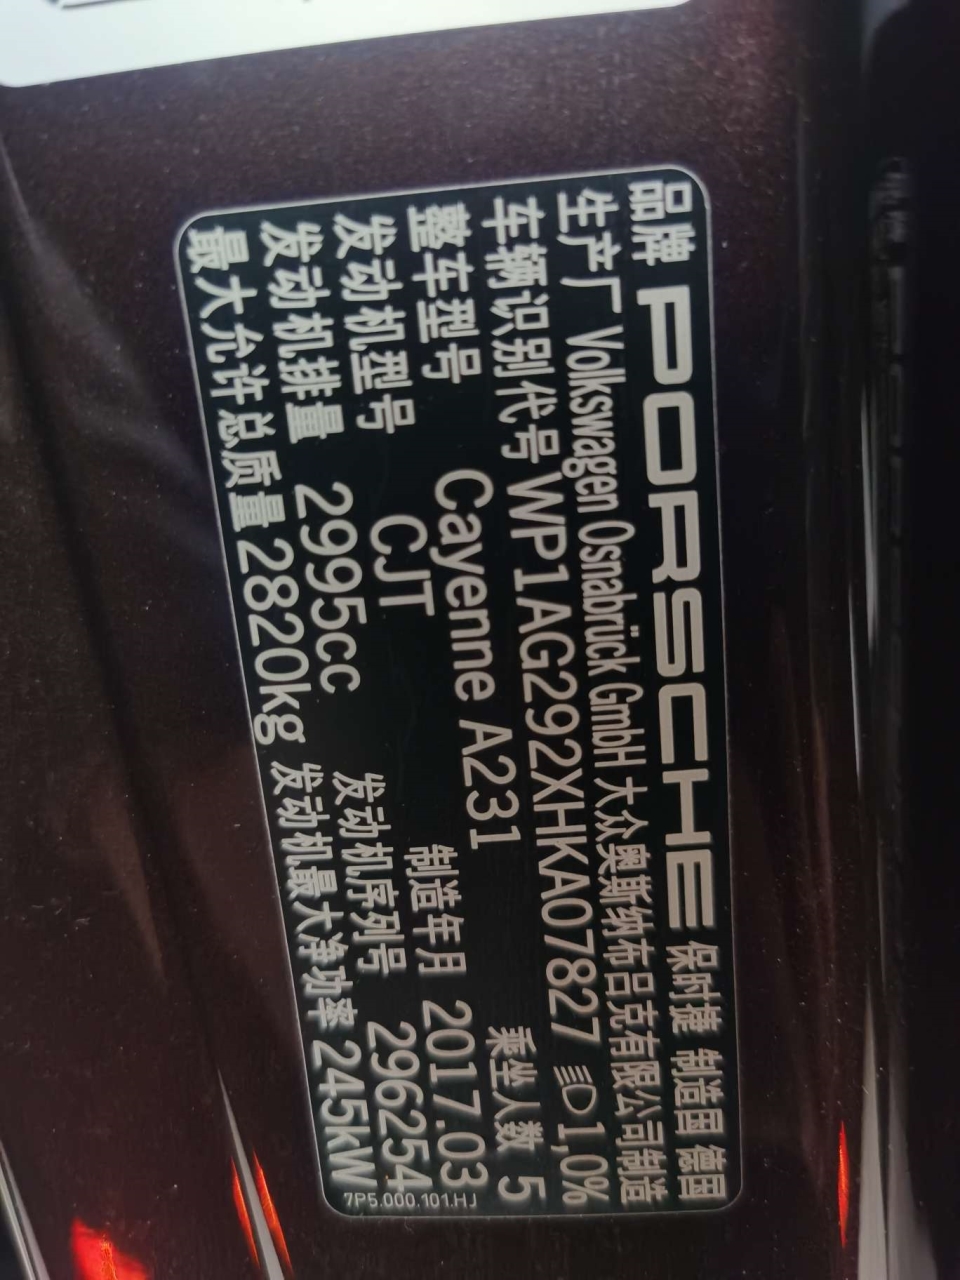 品牌 PORSCHE 保时捷 制造国 德国
生产厂 Volkswagen Osnabrück GmbH 大众奥斯纳布吕克有限公司制造
车辆识别代号 WP1AG292XHKA07827 1,0%
整车型号 Cayenne A231 乘坐人数 5
发动机型号 CJT 制造年月 2017.03
发动机排量 2995cc 发动机序列号 296254
最大允许总质量 2820kg 发动机最大净功率 245kW
7P5.000.101.HJ